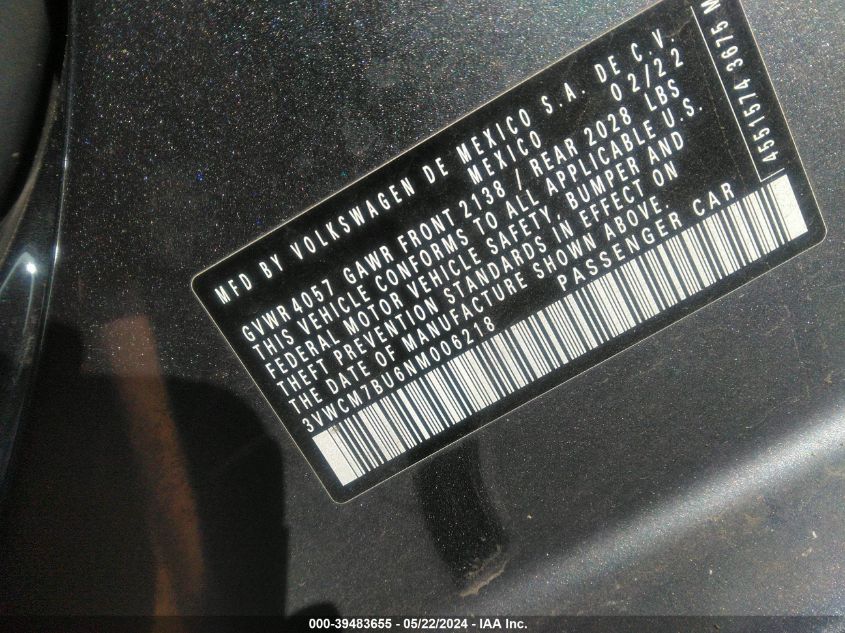 MFD BY VOLKSWAGEN DE MEXICO S.A. DE C.V.
MEXICO 02/22
GVWR 4057 GAWR FRONT 2138 / REAR 2028 LBS
THIS VEHICLE CONFORMS TO ALL APPLICABLE U.S.
FEDERAL MOTOR VEHICLE SAFETY, BUMPER AND
THEFT PREVENTION STANDARDS IN EFFECT ON
THE DATE OF MANUFACTURE SHOWN ABOVE.
3VWCM7BU6NM006218 PASSENGER CAR
4551574 3675 M
000-39483655 - 05/22/2024 - IAA Inc.